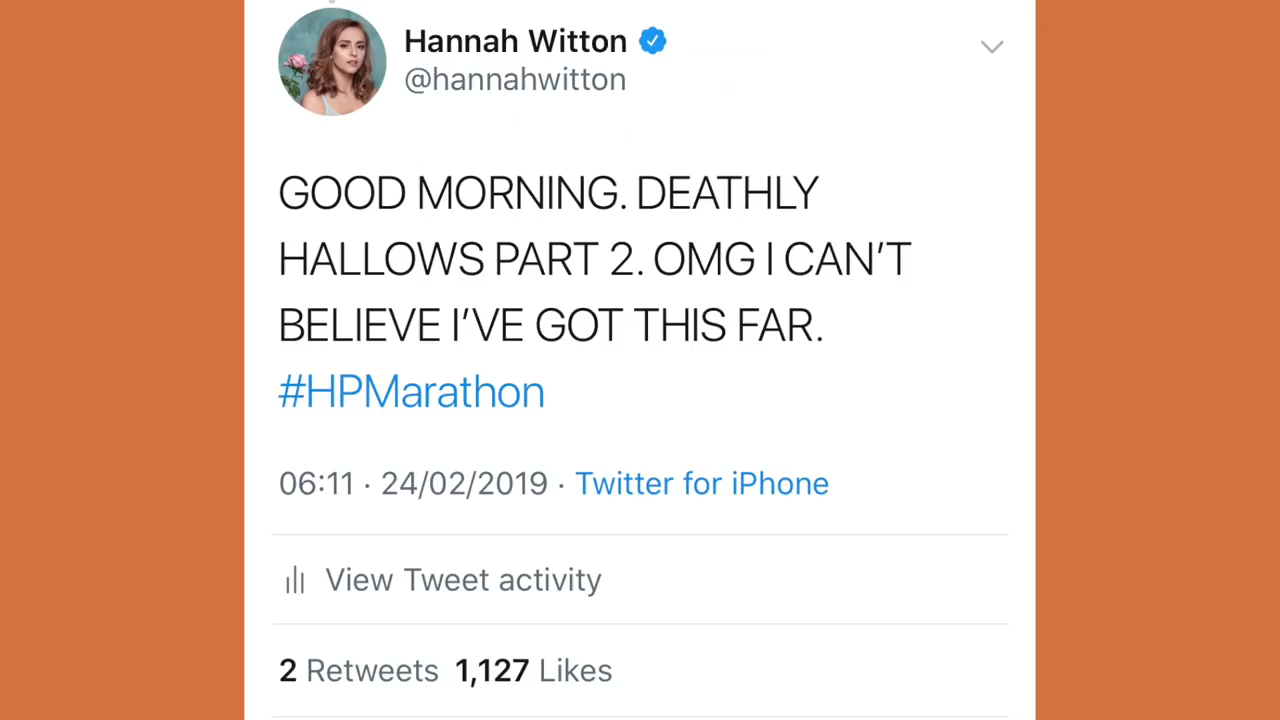 Hannah Witton
@hannahwitton
GOOD MORNING. DEATHLY
HALLOWS PART 2. OMG I CAN’T
BELIEVE I’VE GOT THIS FAR.
#HPMarathon
06:11 · 24/02/2019 · Twitter for iPhone
View Tweet activity
2 Retweets 1,127 Likes